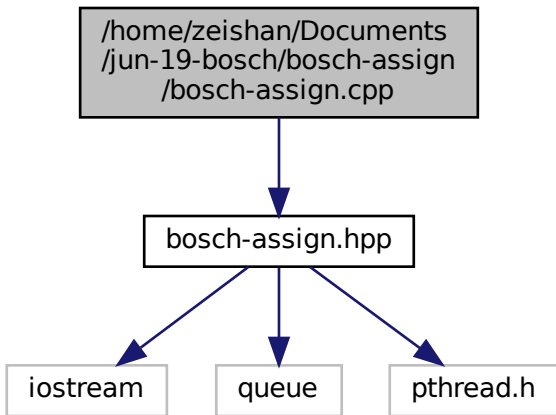 /home/zeishan/Documents
/jun-19-bosch/bosch-assign
/bosch-assign.cpp
bosch-assign.hpp
iostream
queue
pthread.h